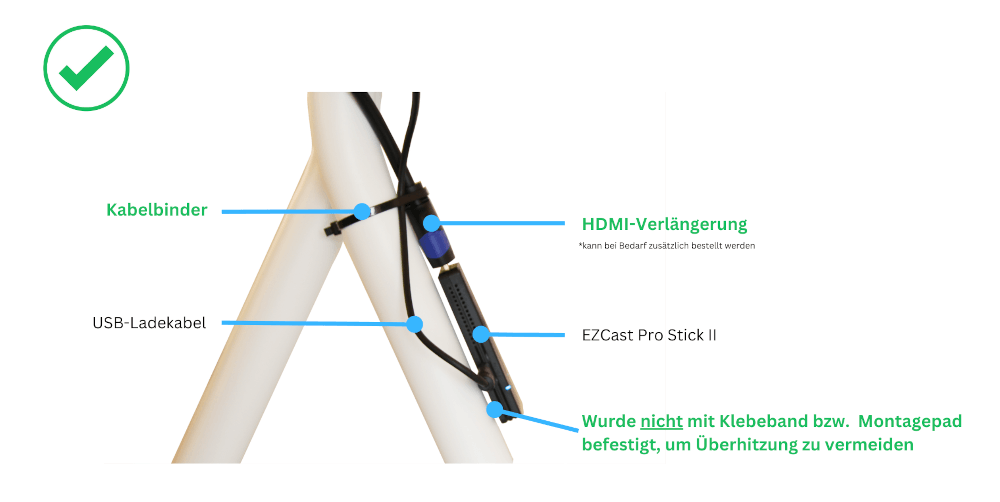 Kabelbinder
HDMI-Verlängerung
*kann bei Bedarf zusätzlich bestellt werden
USB-Ladekabel
EZCast Pro Stick II
Wurde nicht mit Klebeband bzw. Montagepad
befestigt, um Überhitzung zu vermeiden